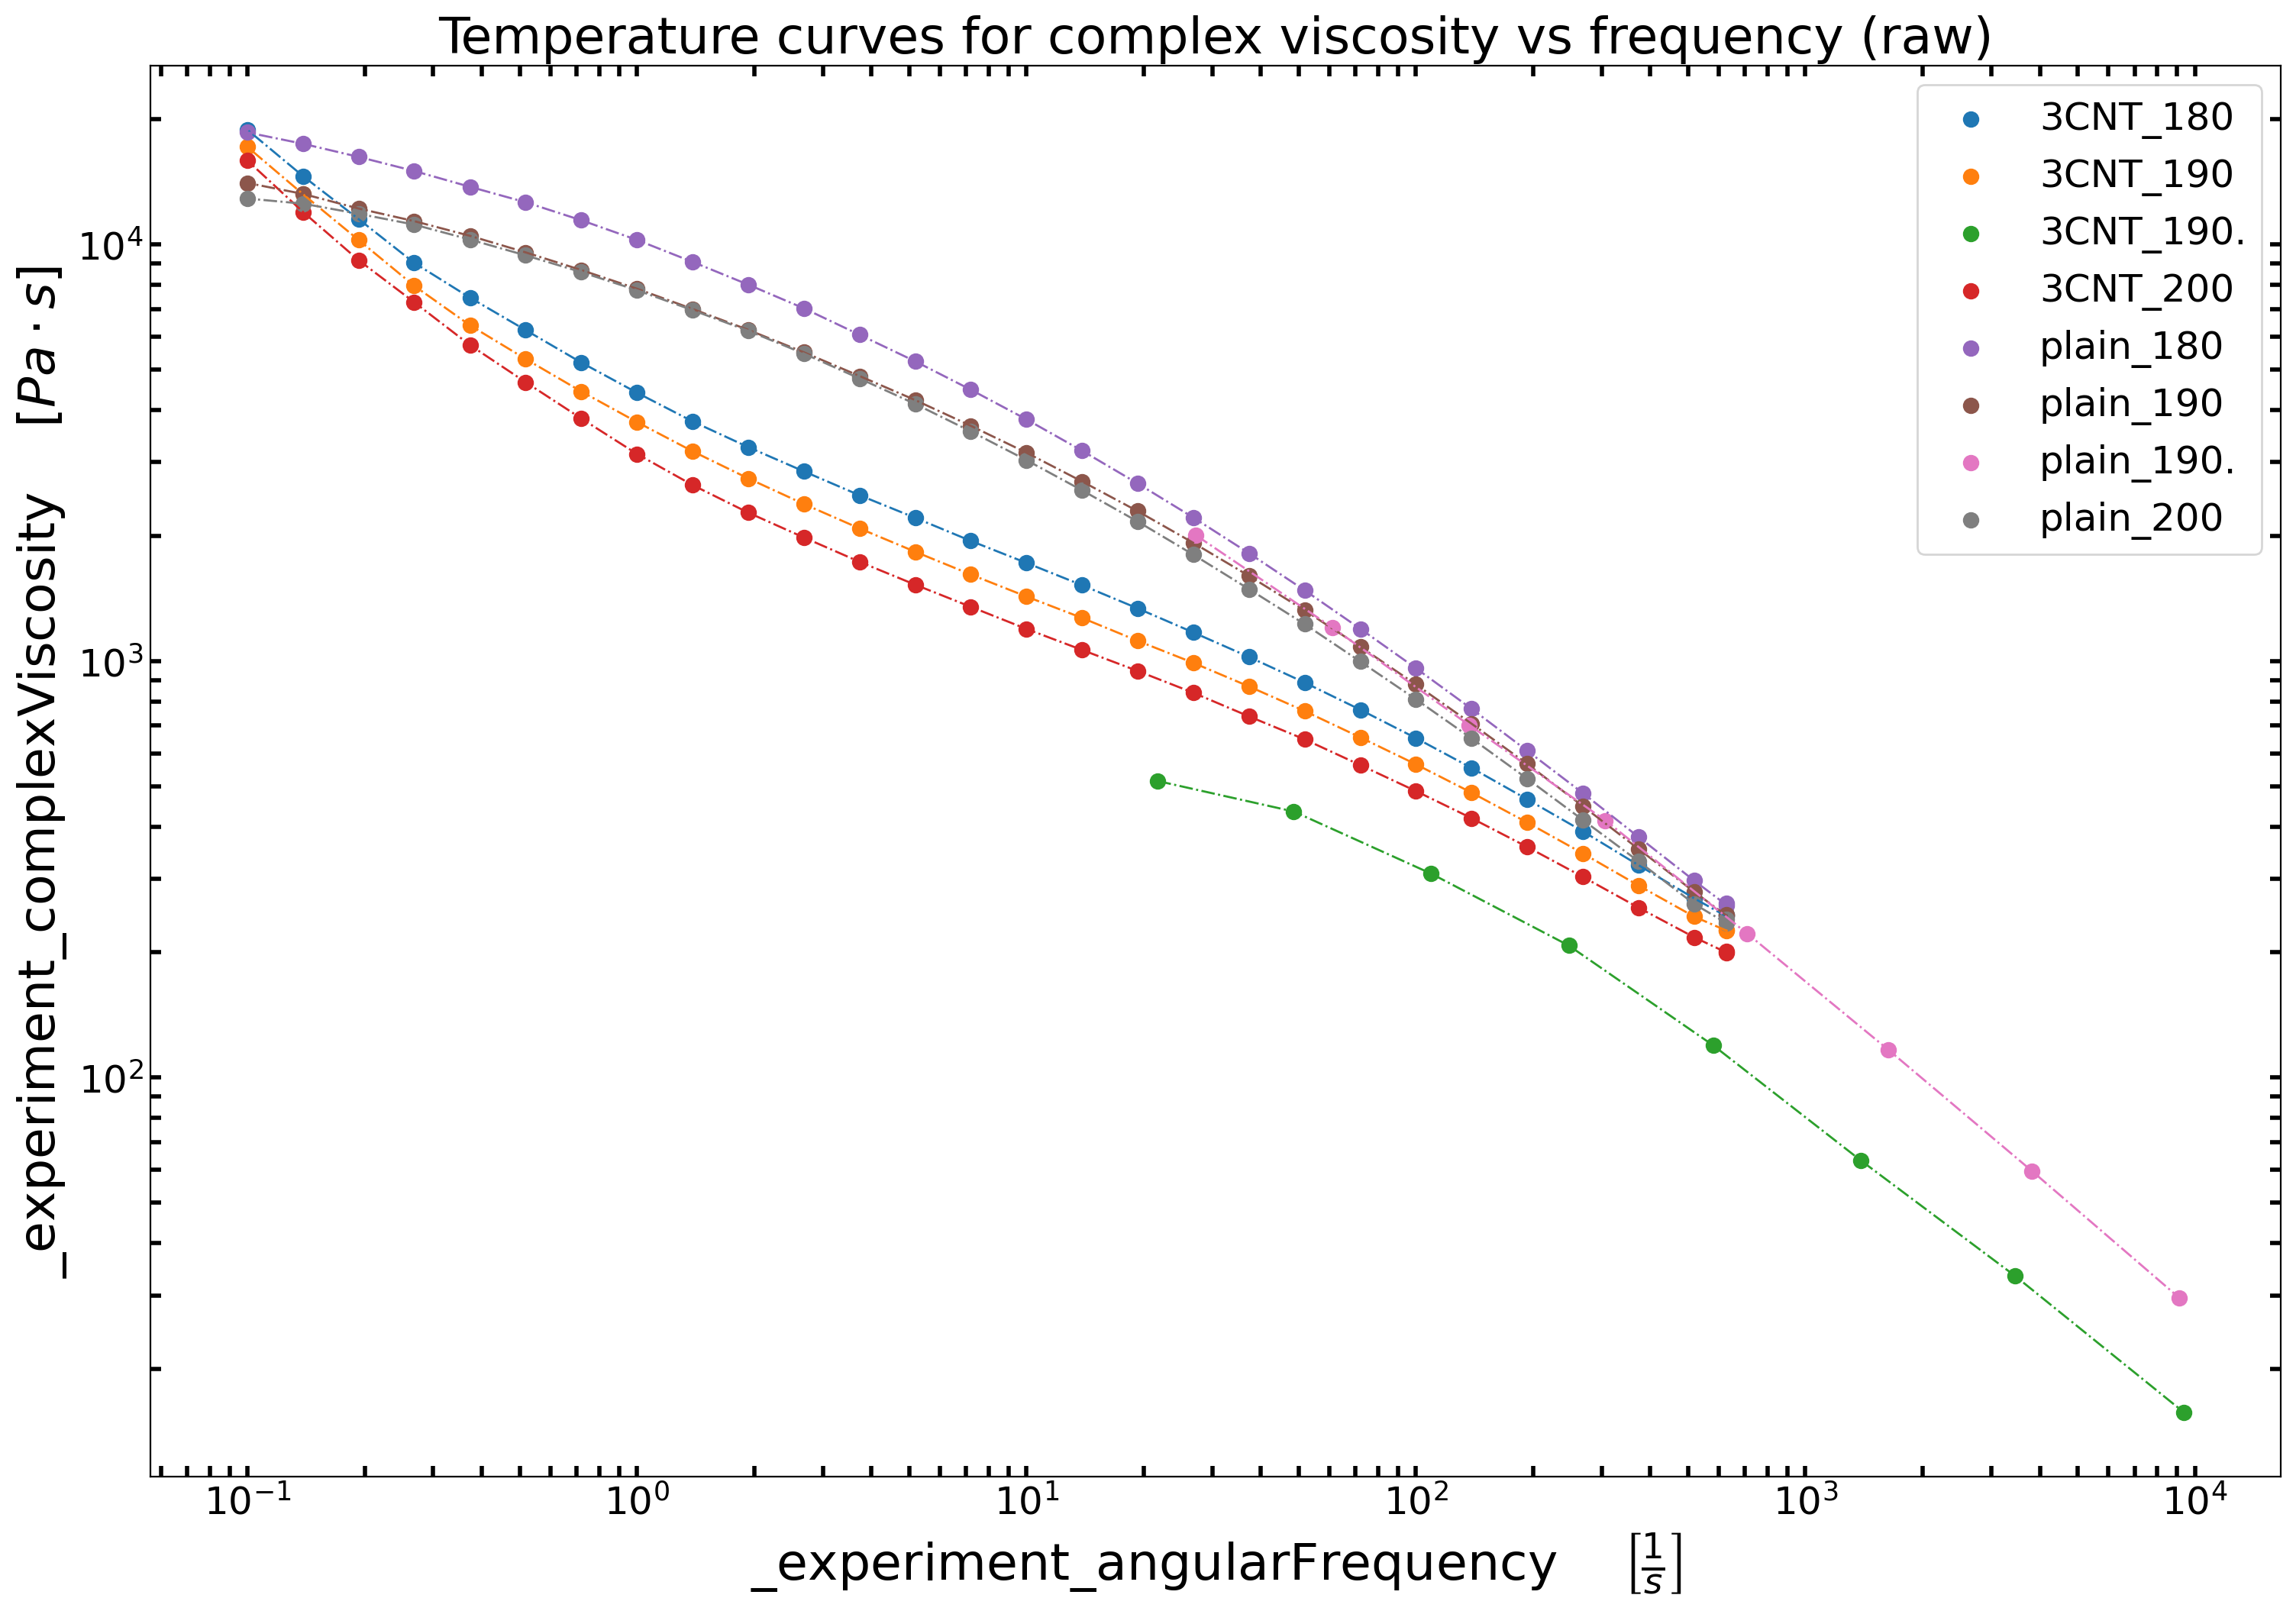 Temperature curves for complex viscosity vs frequency (raw)
_experiment_complexViscosity [Pa · s]
10⁴
10³
10²
3CNT_180
3CNT_190
3CNT_190.
3CNT_200
plain_180
plain_190
plain_190.
plain_200
10⁻¹ 10⁰ 10¹ 10² 10³ 10⁴
_experiment_angularFrequency [1/s]